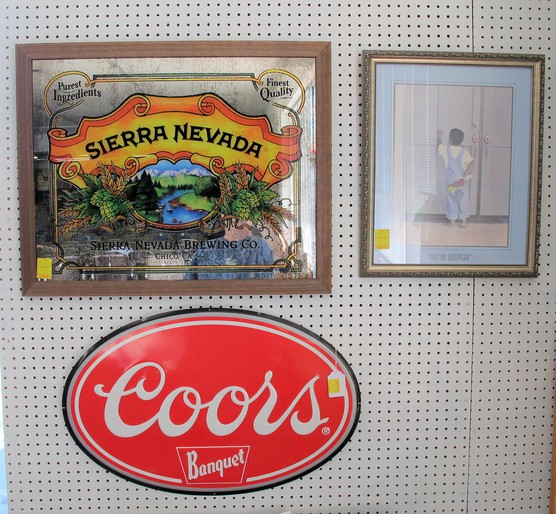 Purest
Ingredients
Finest
Quality
SIERRA NEVADA
SIERRA NEVADA BREWING CO.
CHICO, CA
Coors®
Banquet